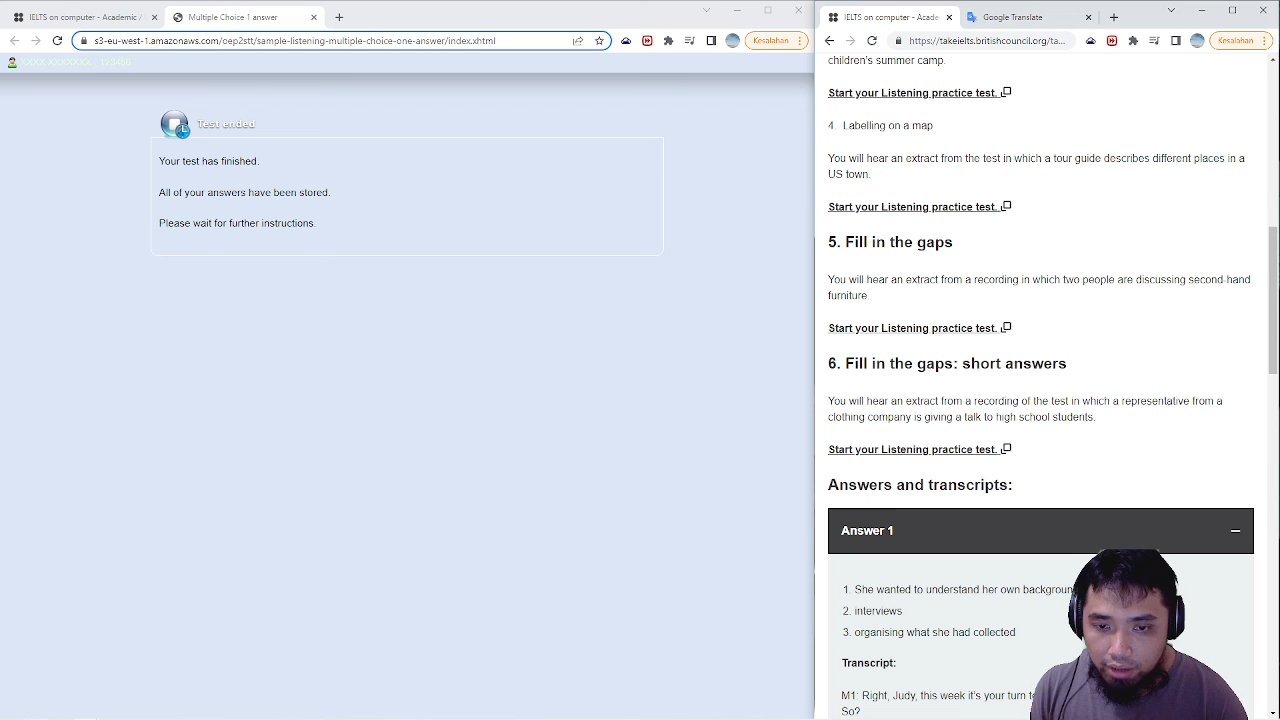 IELTS on computer - Academic /
Multiple Choice 1 answer
s3-eu-west-1.amazonaws.com/oep2stt/sample-listening-multiple-choice-one-answer/index.xhtml
Kesalahan
XXXX XXXXXXX - 123456
Test ended
Your test has finished.
All of your answers have been stored.
Please wait for further instructions.
IELTS on computer - Acade
Google Translate
https://takeielts.britishcouncil.org/ta...
Kesalahan
children's summer camp.
Start your Listening practice test.
4. Labelling on a map
You will hear an extract from the test in which a tour guide describes different places in a
US town.
Start your Listening practice test.
5. Fill in the gaps
You will hear an extract from a recording in which two people are discussing second-hand
furniture.
Start your Listening practice test.
6. Fill in the gaps: short answers
You will hear an extract from a recording of the test in which a representative from a
clothing company is giving a talk to high school students.
Start your Listening practice test.
Answers and transcripts:
Answer 1
1. She wanted to understand her own backgroun
2. interviews
3. organising what she had collected
Transcript:
M1: Right, Judy, this week it's your turn t
So?